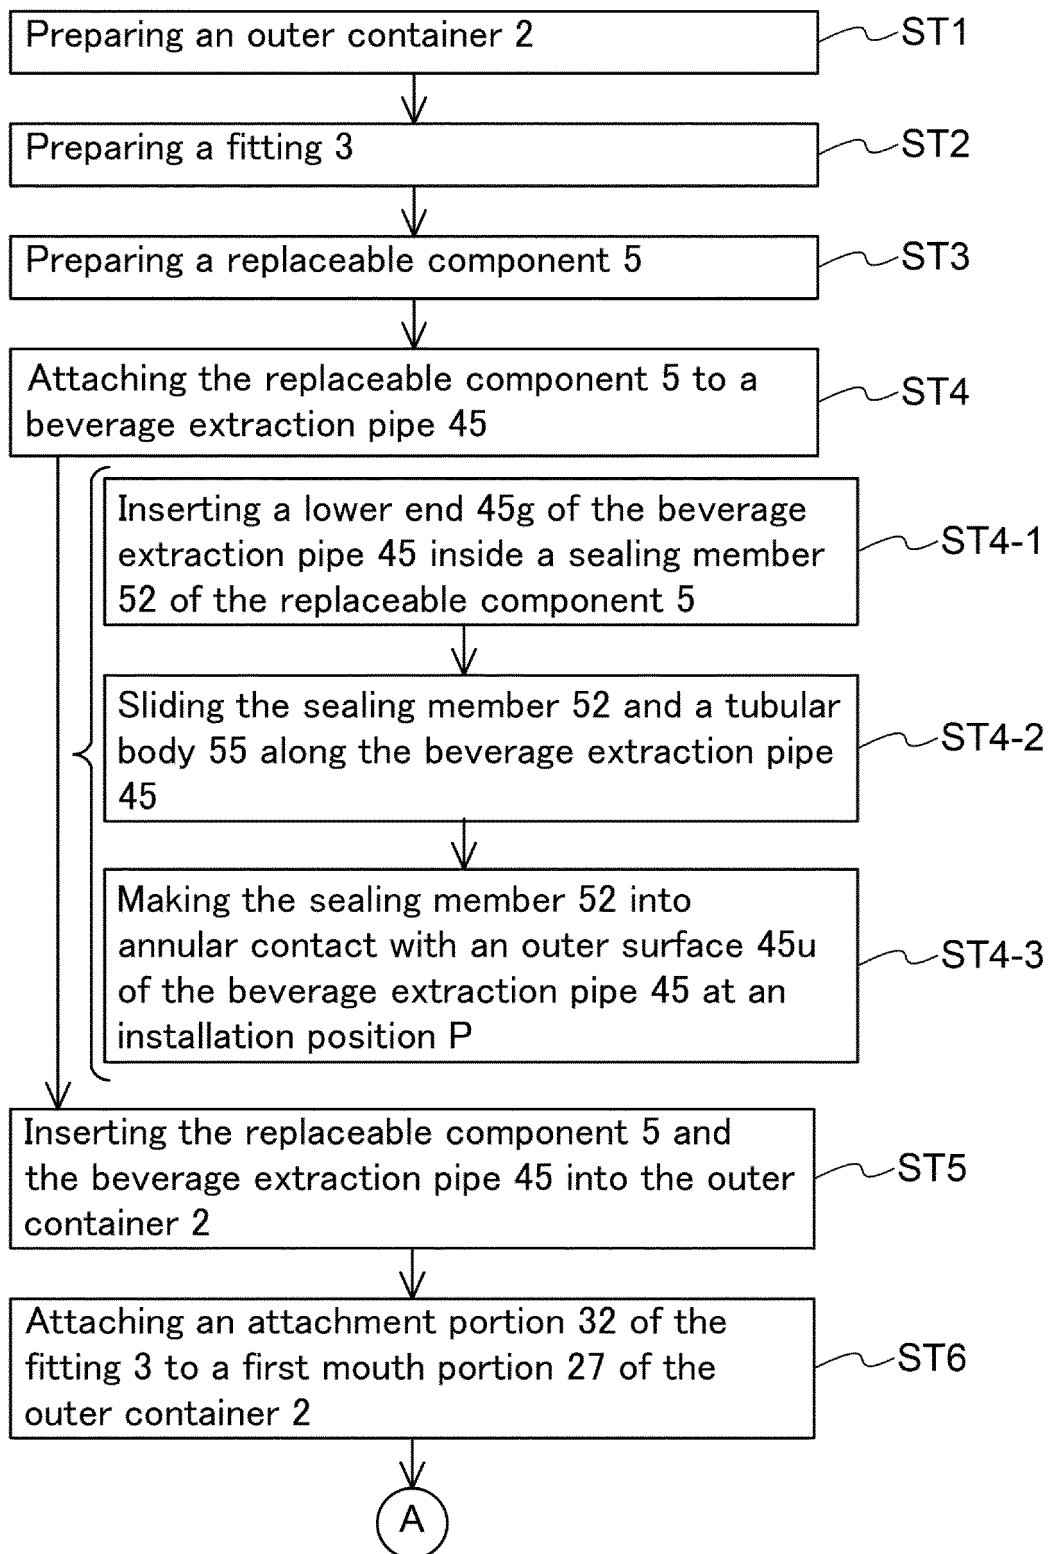 Preparing an outer container 2
ST1
Preparing a fitting 3
ST2
Preparing a replaceable component 5
ST3
Attaching the replaceable component 5 to a
beverage extraction pipe 45
ST4
Inserting a lower end 45g of the beverage
extraction pipe 45 inside a sealing member
52 of the replaceable component 5
ST4-1
Sliding the sealing member 52 and a tubular
body 55 along the beverage extraction pipe
45
ST4-2
Making the sealing member 52 into
annular contact with an outer surface 45u
of the beverage extraction pipe 45 at an
installation position P
ST4-3
Inserting the replaceable component 5 and
the beverage extraction pipe 45 into the outer
container 2
ST5
Attaching an attachment portion 32 of the
fitting 3 to a first mouth portion 27 of the
outer container 2
ST6
A